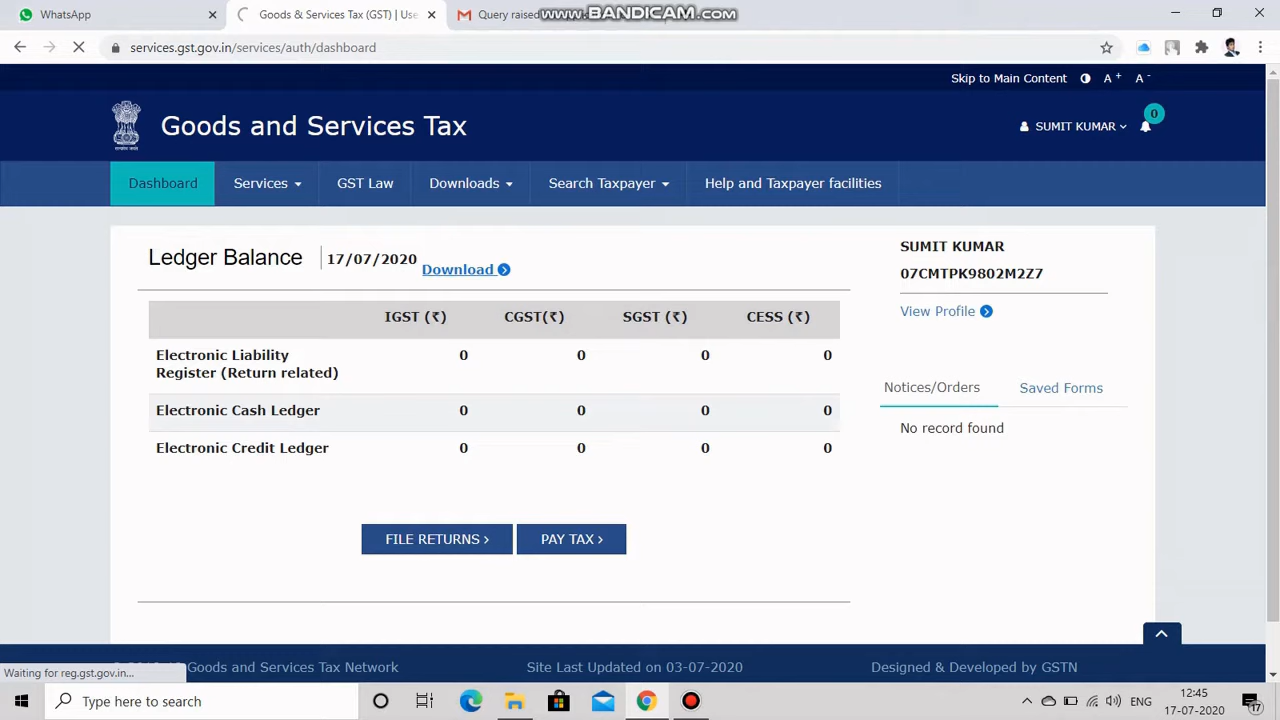 WhatsApp
Goods & Services Tax (GST) | Use
Query raised
WWW.BANDICAM.COM
services.gst.gov.in/services/auth/dashboard
Skip to Main Content
A+
A-
Goods and Services Tax
SUMIT KUMAR
0
Dashboard
Services
GST Law
Downloads
Search Taxpayer
Help and Taxpayer facilities
Ledger Balance
17/07/2020
Download
IGST (₹) CGST(₹) SGST (₹) CESS (₹)
Electronic Liability
Register (Return related)
0 0 0 0
Electronic Cash Ledger 0 0 0 0
Electronic Credit Ledger 0 0 0 0
FILE RETURNS >
PAY TAX >
SUMIT KUMAR
07CMTPK9802M2Z7
View Profile
Notices/Orders
Saved Forms
No record found
Goods and Services Tax Network
Site Last Updated on 03-07-2020
Designed & Developed by GSTN
Waiting for reg.gst.gov.in...
Type here to search
ENG
12:45
17-07-2020
17